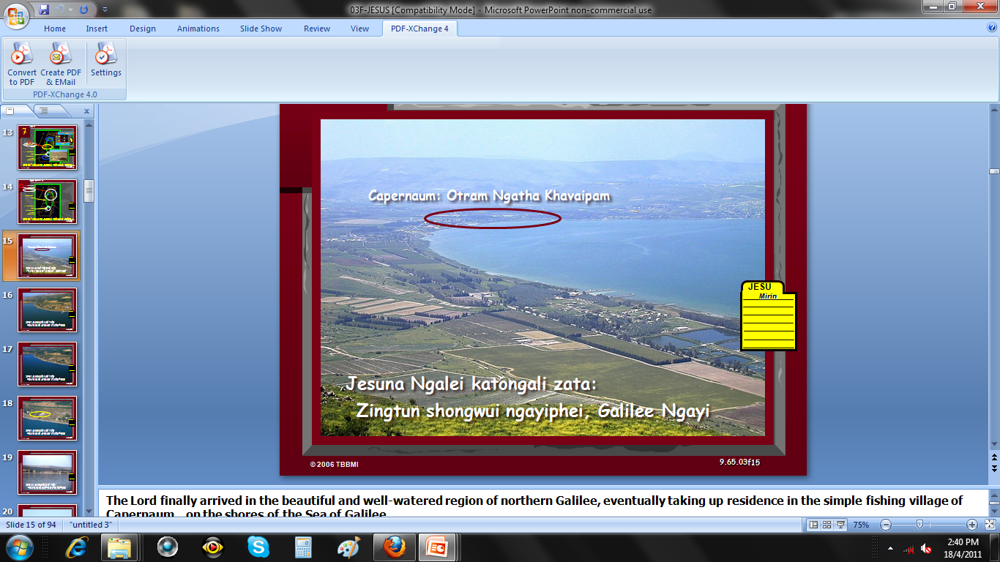 03F-JESUS [Compatibility Mode] - Microsoft PowerPoint non-commercial use
Home Insert Design Animations Slide Show Review View PDF-XChange 4
Convert to PDF
Create PDF & EMail
Settings
PDF-XChange 4.0
13
14
15
16
17
18
19
20
Capernaum: Otram Ngatha Khavaipam
JESU
Mirin
Jesuna Ngalei katongali zata:
Zingtun shongwui ngayiphei, Galilee Ngayi
© 2006 TBBMI
9.65.03f15
The Lord finally arrived in the beautiful and well-watered region of northern Galilee, eventually taking up residence in the simple fishing village of
Capernaum, on the shores of the Sea of Galilee
Slide 15 of 94 "untitled 3" 75%
2:40 PM
18/4/2011